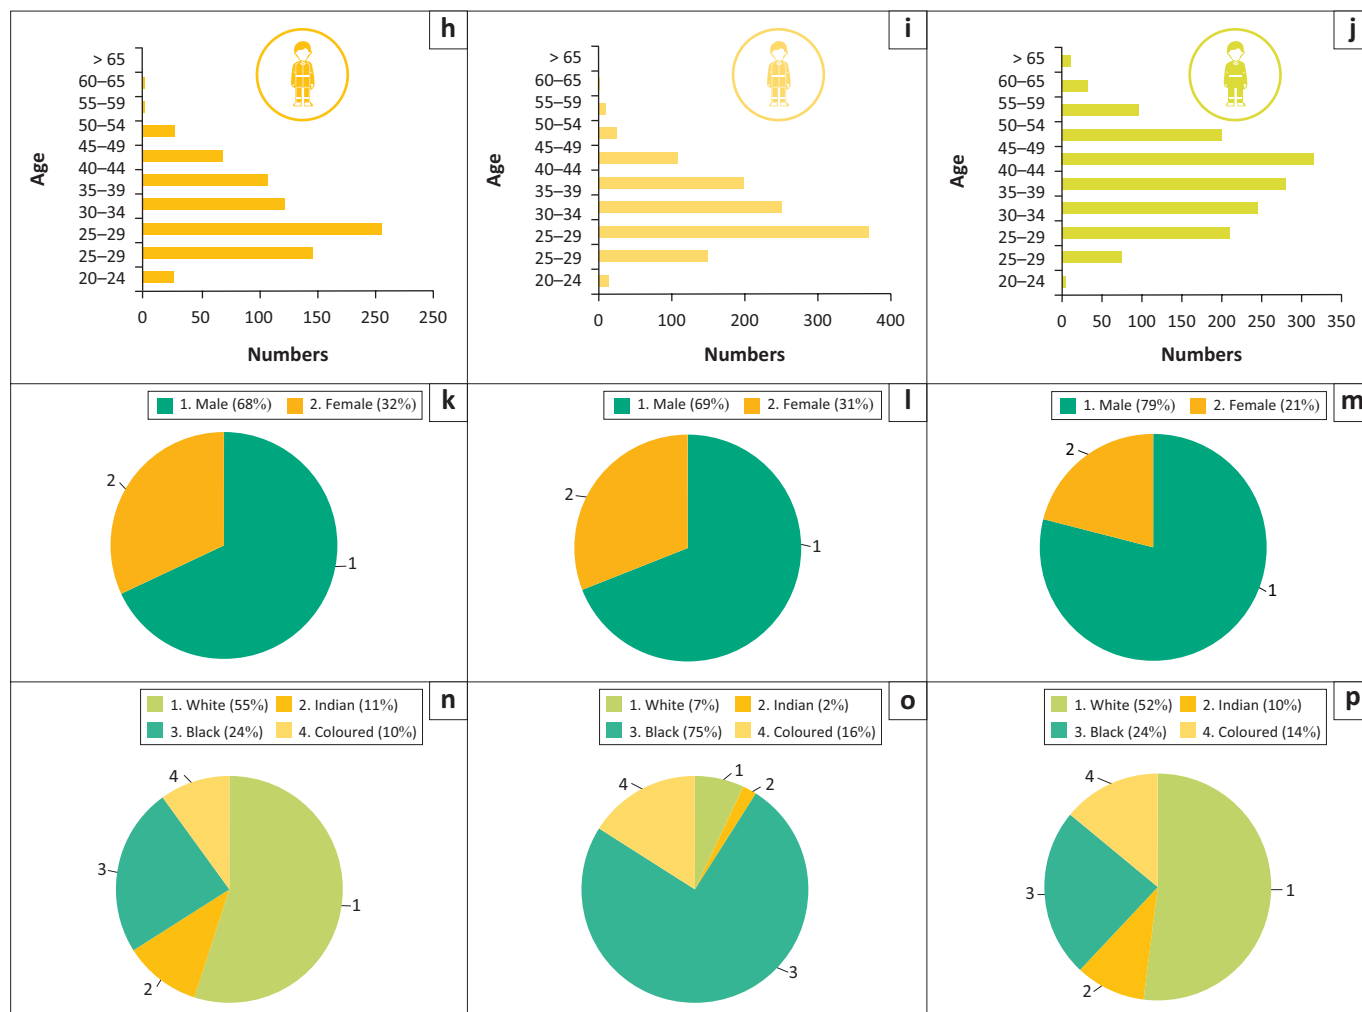 h
> 65
60–65
55–59
50–54
45–49
40–44
35–39
30–34
25–29
25–29
20–24
Age
0 50 100 150 250 250
Numbers
i
> 65
60–65
55–59
50–54
45–49
40–44
35–39
30–34
25–29
25–29
20–24
Age
0 100 200 300 400
Numbers
j
> 65
60–65
55–59
50–54
45–49
40–44
35–39
30–34
25–29
25–29
20–24
Age
0 50 100 150 200 250 300 350
Numbers
1. Male (68%) 2. Female (32%)
k
2
1
1. Male (69%) 2. Female (31%)
l
2
1
1. Male (79%) 2. Female (21%)
m
2
1
1. White (55%) 2. Indian (11%)
3. Black (24%) 4. Coloured (10%)
n
4
3
1
2
1. White (7%) 2. Indian (2%)
3. Black (75%) 4. Coloured (16%)
o
1
2
4
3
1. White (52%) 2. Indian (10%)
3. Black (24%) 4. Coloured (14%)
p
4
1
3
2